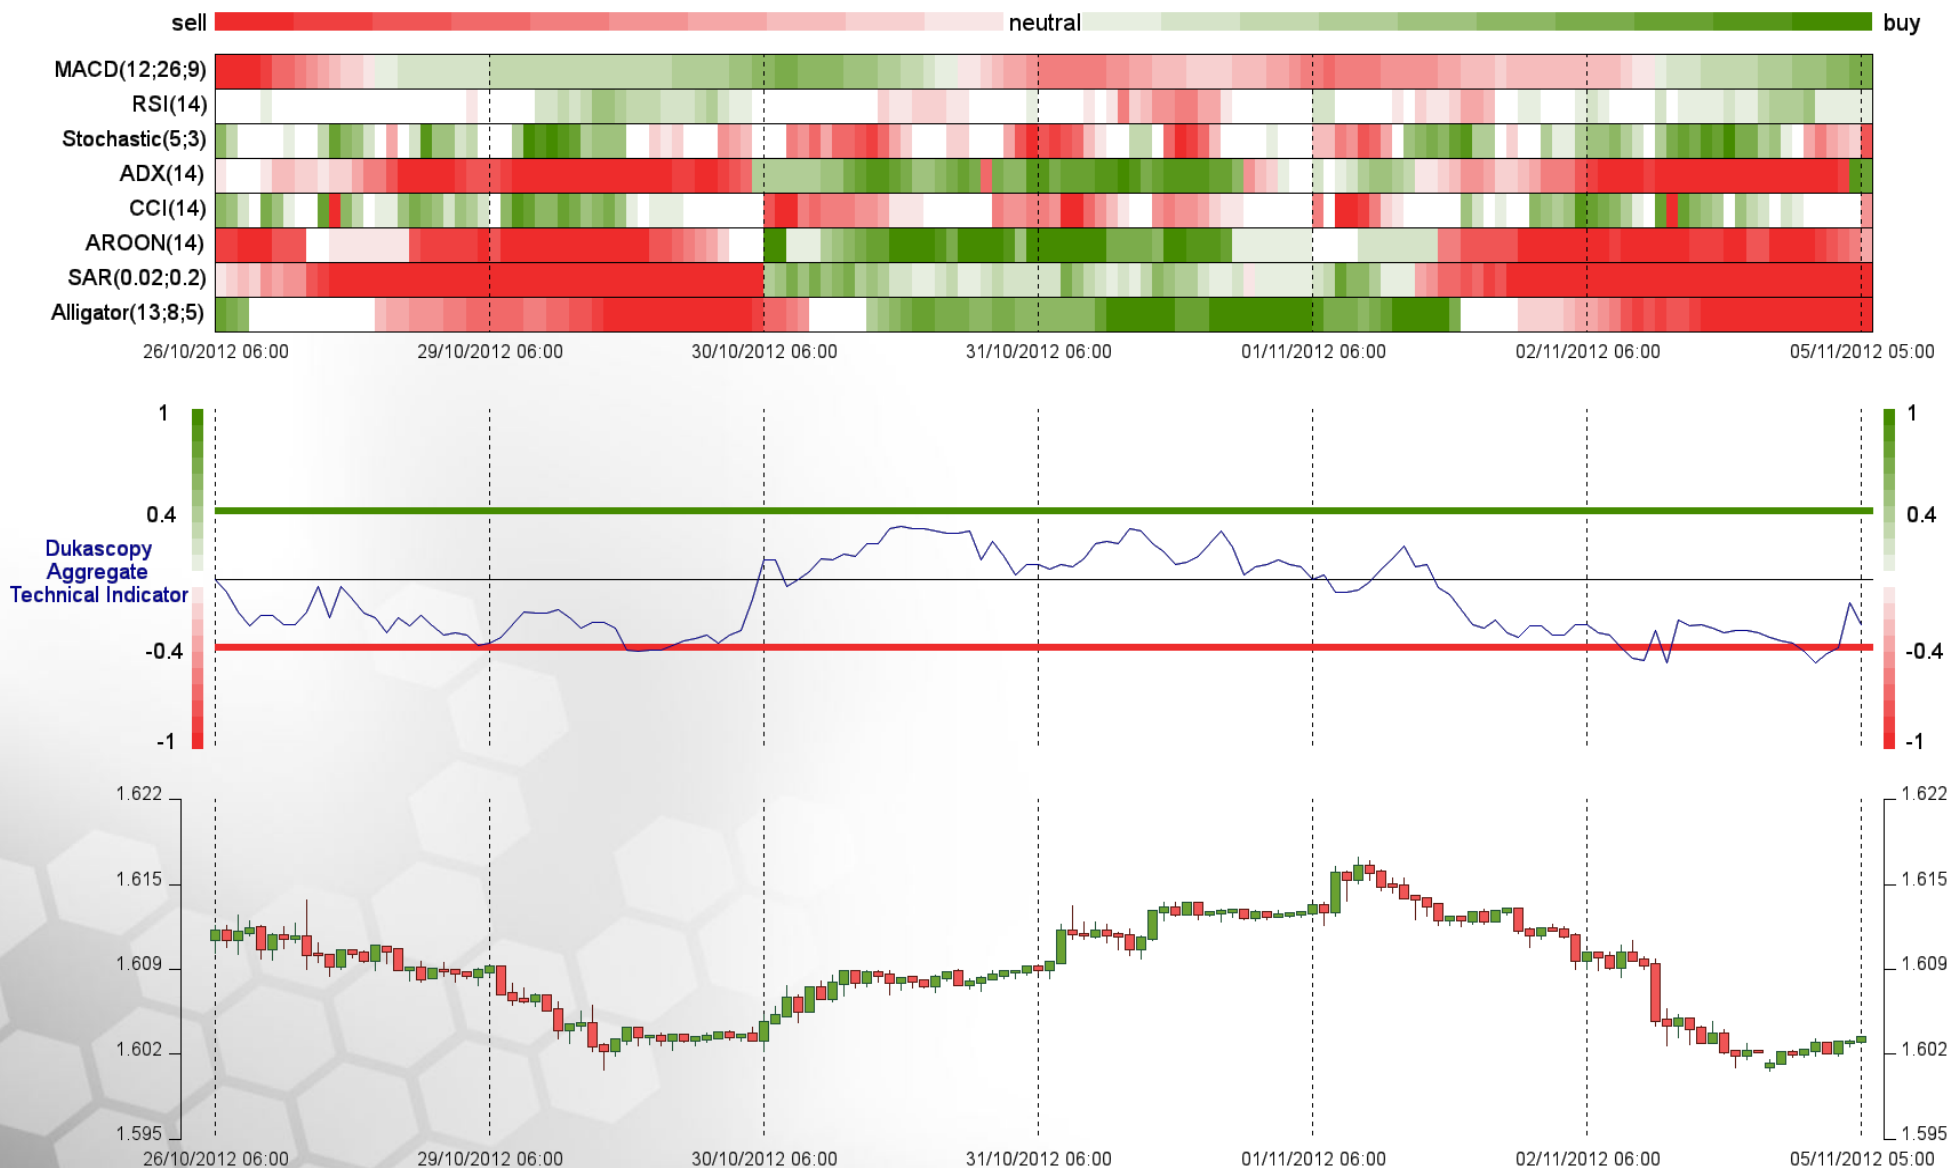 sell neutral buy
MACD(12;26;9)
RSI(14)
Stochastic(5;3)
ADX(14)
CCI(14)
AROON(14)
SAR(0.02;0.2)
Alligator(13;8;5)
26/10/2012 06:00 29/10/2012 06:00 30/10/2012 06:00 31/10/2012 06:00 01/11/2012 06:00 02/11/2012 06:00 05/11/2012 05:00
1 1
0.4 0.4
Dukascopy
Aggregate
Technical Indicator
-0.4 -0.4
-1 -1
1.622 1.622
1.615 1.615
1.609 1.609
1.602 1.602
1.595 1.595
26/10/2012 06:00 29/10/2012 06:00 30/10/2012 06:00 31/10/2012 06:00 01/11/2012 06:00 02/11/2012 06:00 05/11/2012 05:00